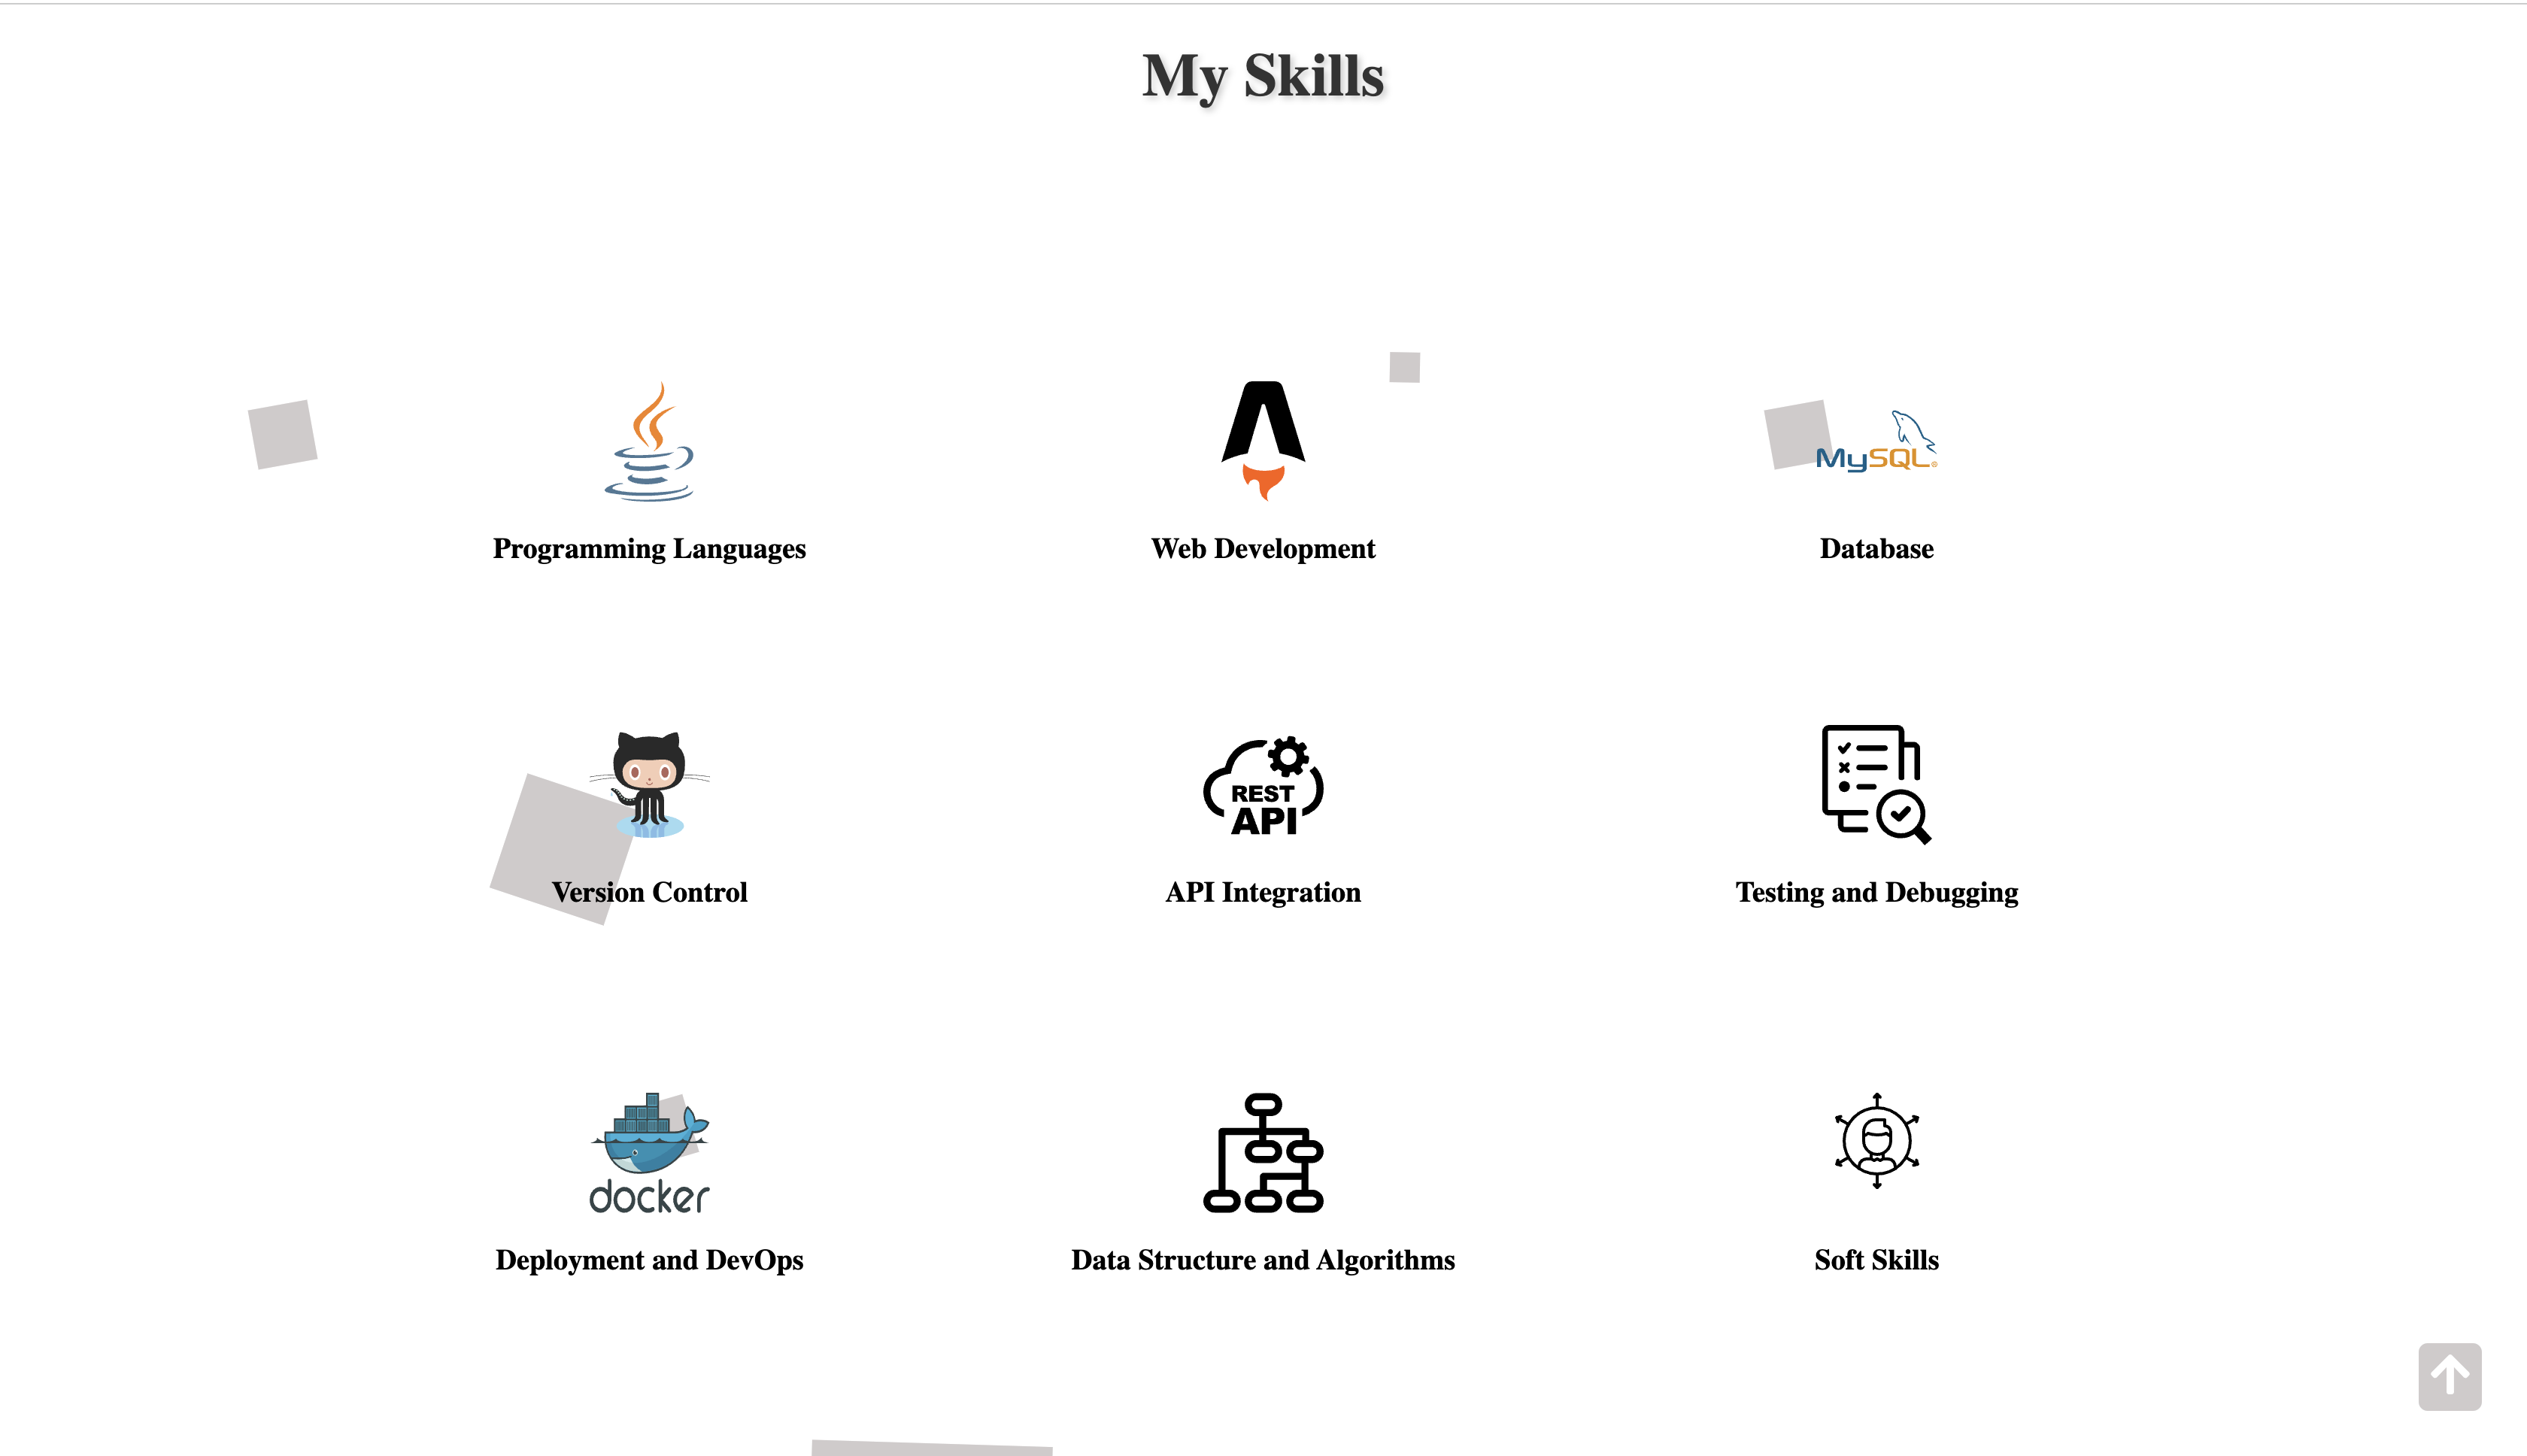 My Skills
MySQL®
Programming Languages
Web Development
Database
REST
API
Version Control
API Integration
Testing and Debugging
docker
Deployment and DevOps
Data Structure and Algorithms
Soft Skills